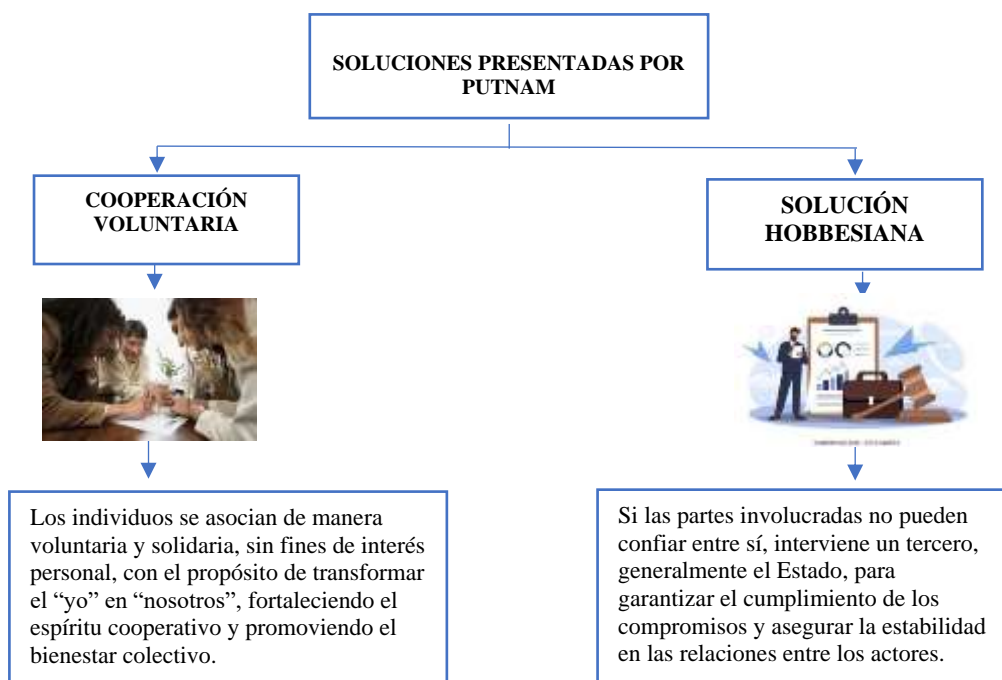 SOLUCIONES PRESENTADAS POR
PUTNAM
COOPERACIÓN
VOLUNTARIA
SOLUCIÓN
HOBBESIANA
Los individuos se asocian de manera
voluntaria y solidaria, sin fines de interés
personal, con el propósito de transformar
el “yo” en “nosotros”, fortaleciendo el
espíritu cooperativo y promoviendo el
bienestar colectivo.
Si las partes involucradas no pueden
confiar entre sí, interviene un tercero,
generalmente el Estado, para
garantizar el cumplimiento de los
compromisos y asegurar la estabilidad
en las relaciones entre los actores.